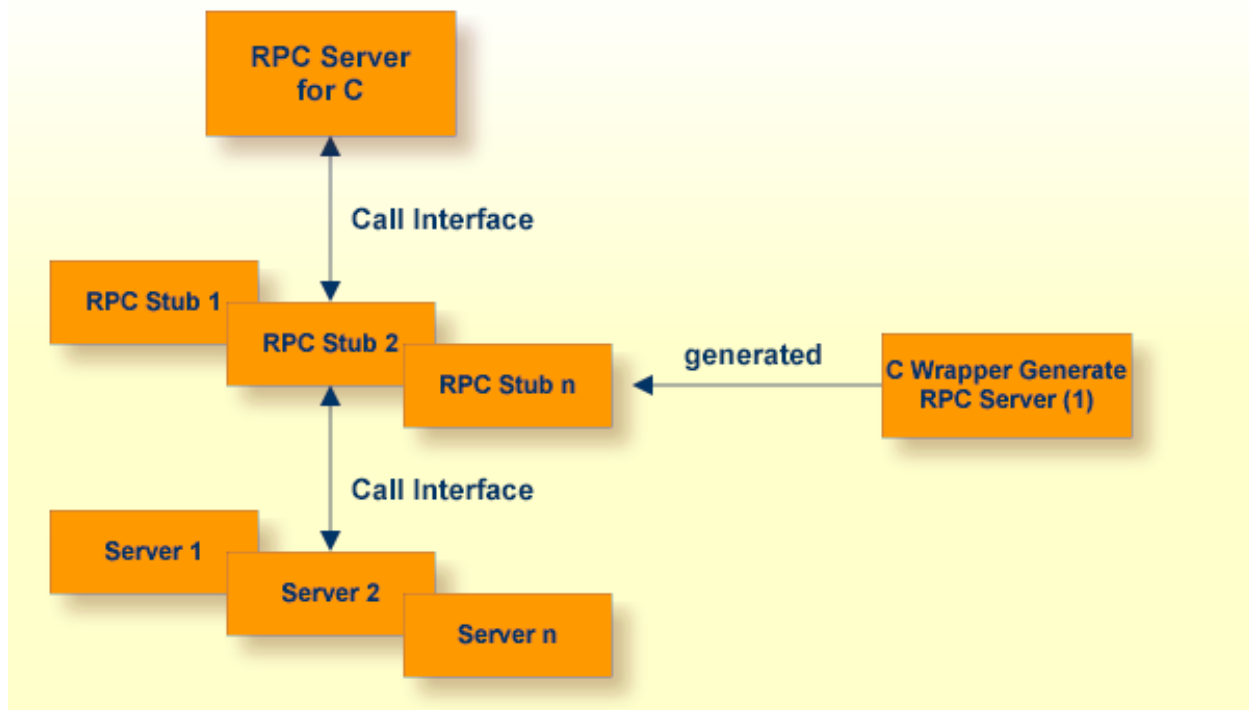 RPC Server
for C
Call Interface
RPC Stub 1
RPC Stub 2
RPC Stub n
generated
C Wrapper Generate
RPC Server (1)
Call Interface
Server 1
Server 2
Server n